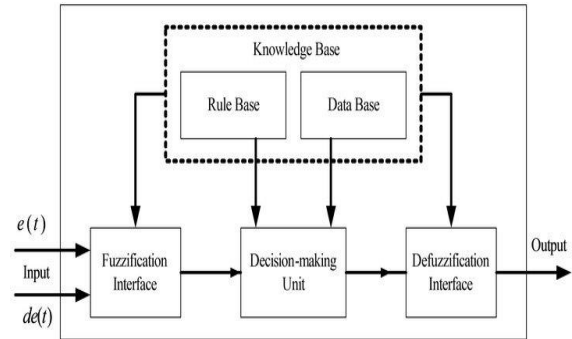 Knowledge Base
Rule Base
Data Base
e(t)
Input
de(t)
Fuzzification
Interface
Decision-making
Unit
Defuzzification
Interface
Output